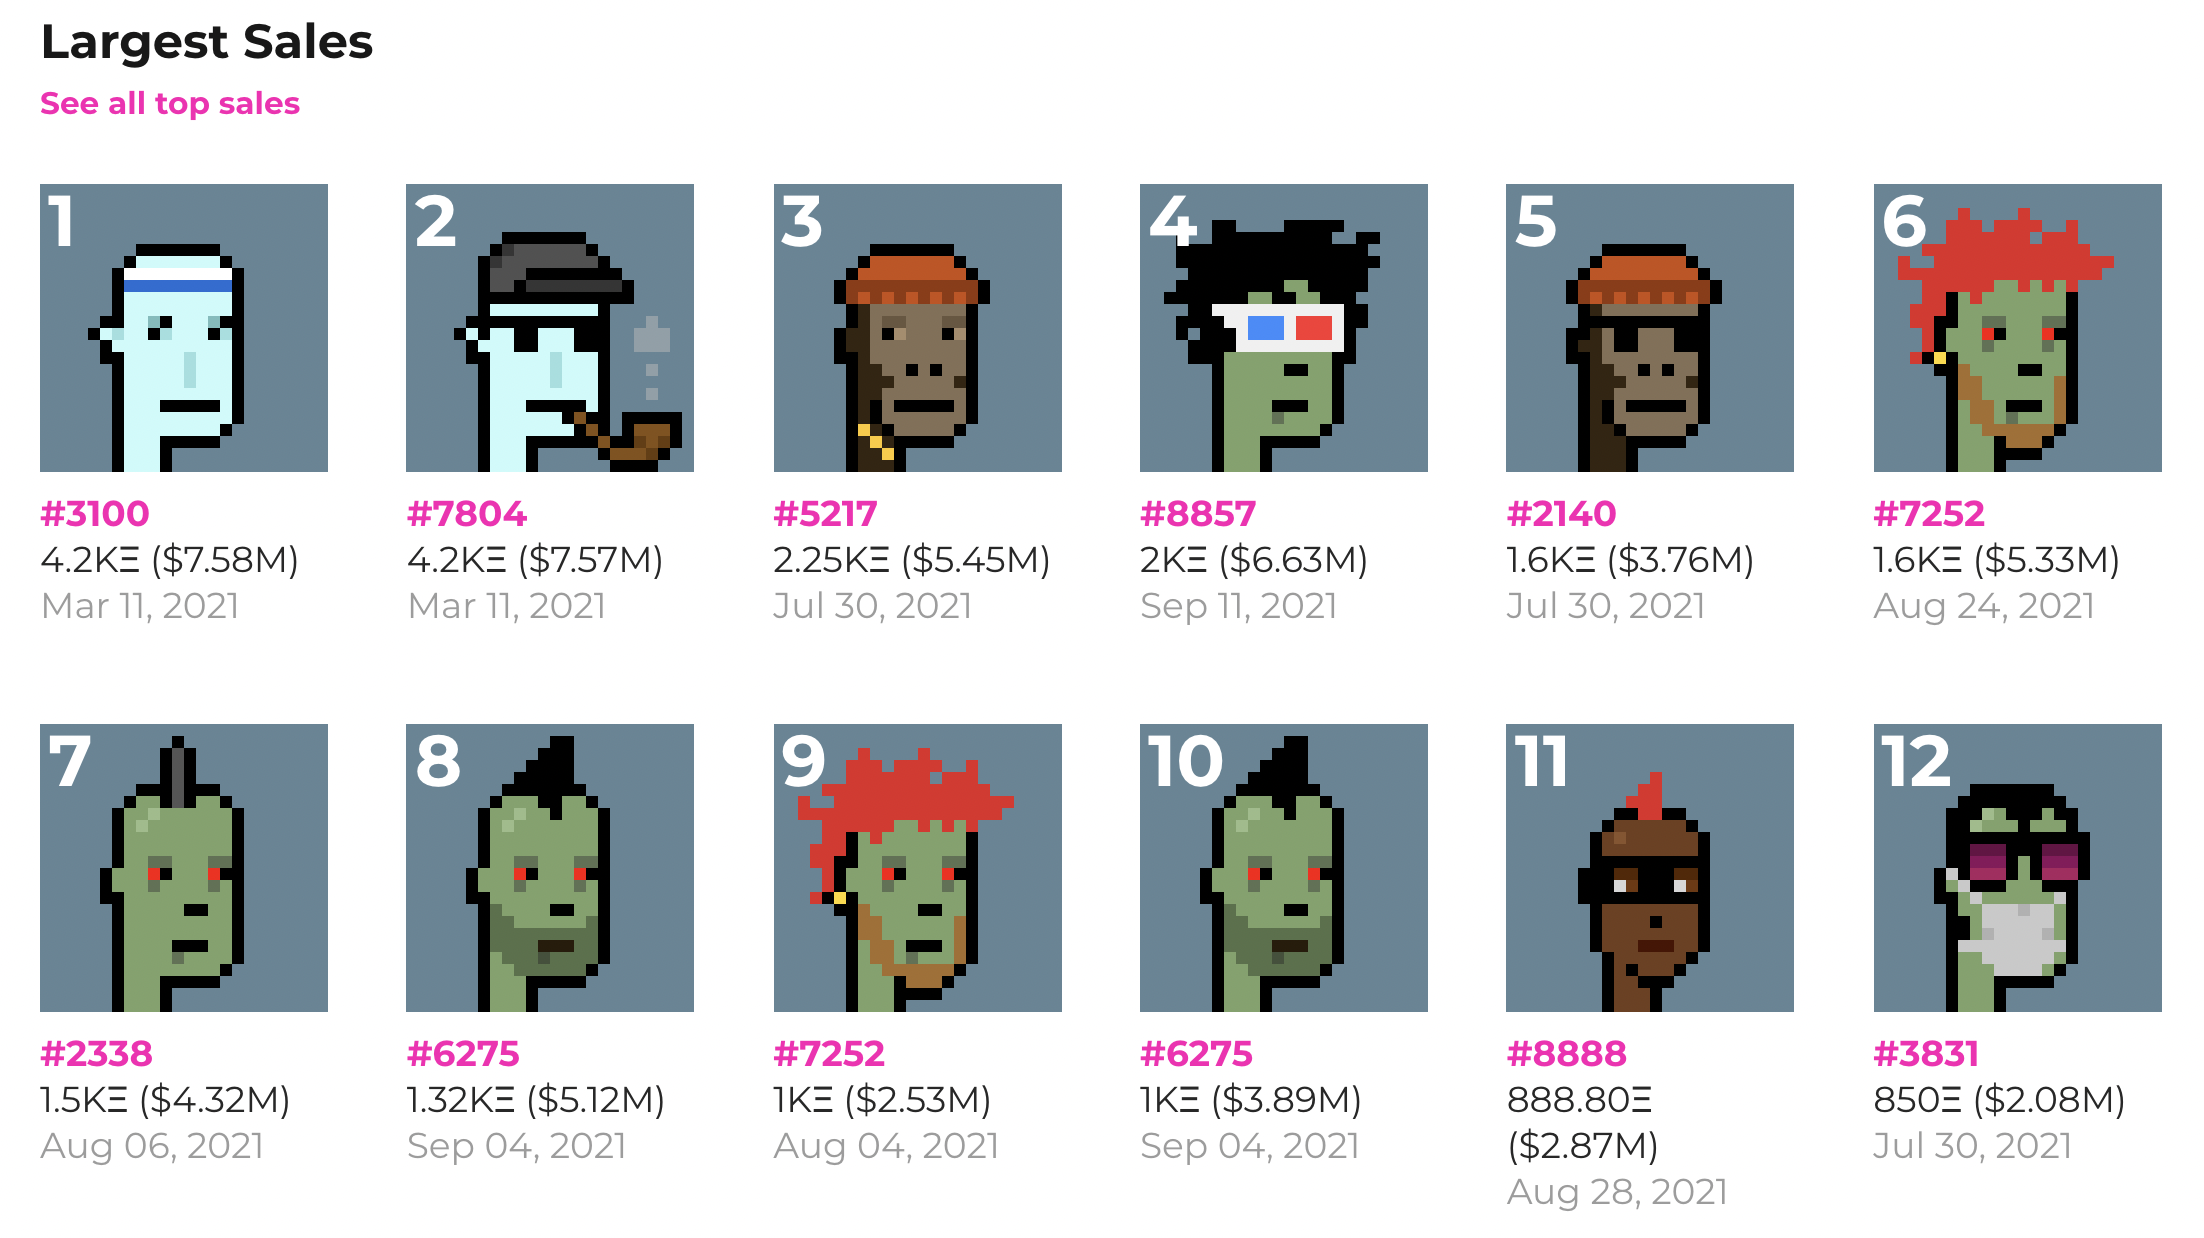 Largest Sales
See all top sales
1
2
3
4
5
6
#3100
4.2KΞ ($7.58M)
Mar 11, 2021
#7804
4.2KΞ ($7.57M)
Mar 11, 2021
#5217
2.25KΞ ($5.45M)
Jul 30, 2021
#8857
2KΞ ($6.63M)
Sep 11, 2021
#2140
1.6KΞ ($3.76M)
Jul 30, 2021
#7252
1.6KΞ ($5.33M)
Aug 24, 2021
7
8
9
10
11
12
#2338
1.5KΞ ($4.32M)
Aug 06, 2021
#6275
1.32KΞ ($5.12M)
Sep 04, 2021
#7252
1KΞ ($2.53M)
Aug 04, 2021
#6275
1KΞ ($3.89M)
Sep 04, 2021
#8888
888.80Ξ
($2.87M)
Aug 28, 2021
#3831
850Ξ ($2.08M)
Jul 30, 2021